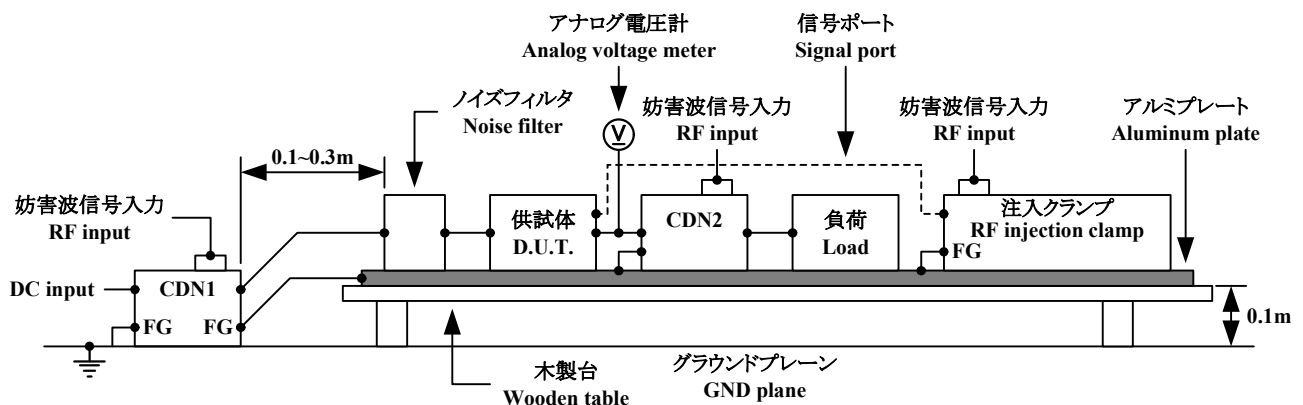 アナログ電圧計
Analog voltage meter
信号ポート
Signal port
ノイズフィルタ
Noise filter
妨害波信号入力
RF input
妨害波信号入力
RF input
アルミプレート
Aluminum plate
0.1~0.3m
V
妨害波信号入力
RF input
供試体
D.U.T.
CDN2
負荷
Load
注入クランプ
RF injection clamp
FG
DC input
CDN1
FG
FG
0.1m
木製台
Wooden table
グラウンドプレーン
GND plane